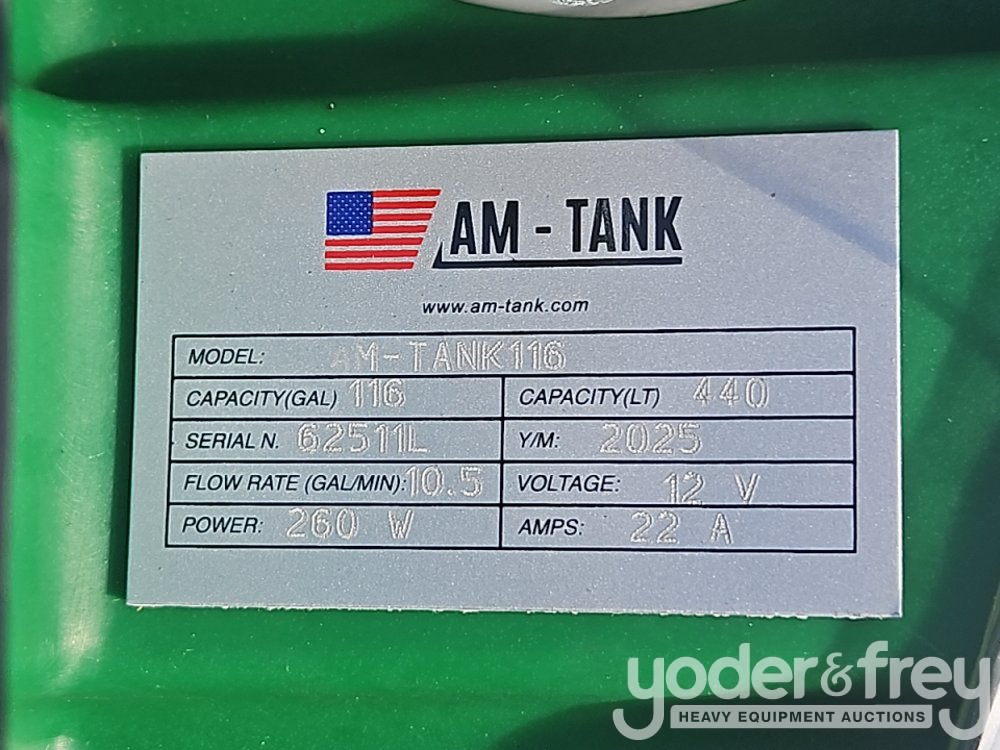 AM - TANK
www.am-tank.com
MODEL: AM-TANK116
CAPACITY(GAL) 116 CAPACITY(LT) 440
SERIAL N. 62511L Y/M: 2025
FLOW RATE (GAL/MIN): 10.5 VOLTAGE: 12 V
POWER: 260 W AMPS: 22 A
yoder&frey
HEAVY EQUIPMENT AUCTIONS